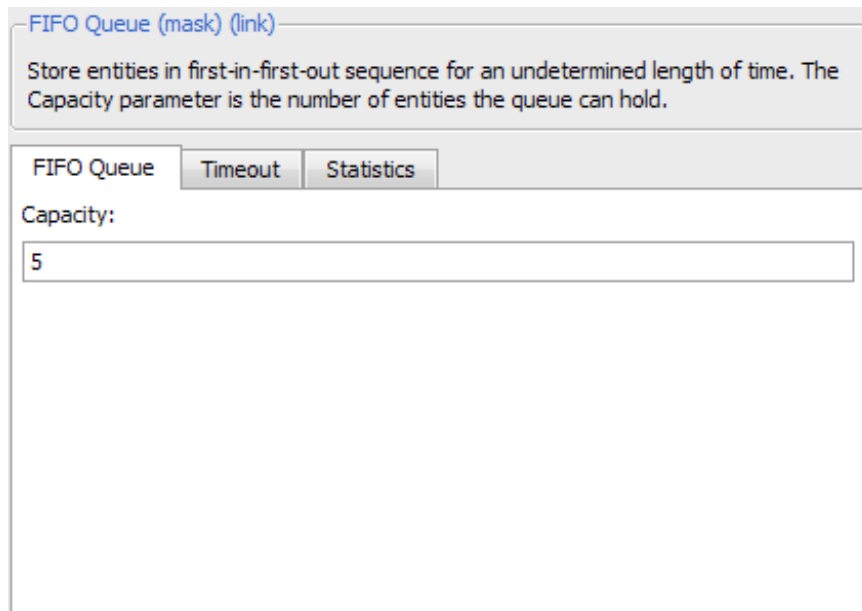 FIFO Queue (mask) (link)
Store entities in first-in-first-out sequence for an undetermined length of time. The
Capacity parameter is the number of entities the queue can hold.
FIFO Queue Timeout Statistics
Capacity:
5